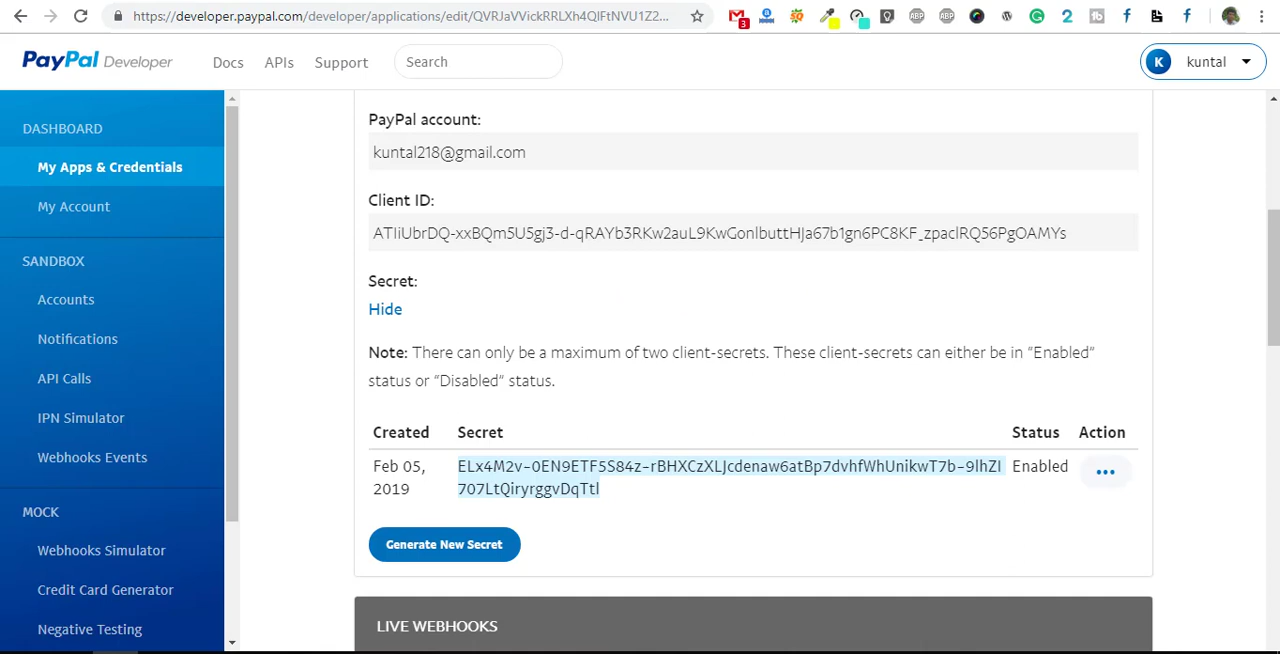 https://developer.paypal.com/developer/applications/edit/
3
PayPal Developer
Docs
APIs
Support
Search
K
kuntal
DASHBOARD
My Apps & Credentials
My Account
SANDBOX
Accounts
Notifications
API Calls
IPN Simulator
Webhooks Events
MOCK
Webhooks Simulator
Credit Card Generator
Negative Testing
PayPal account:
kuntal218@gmail.com
Client ID:
Secret:
Hide
Note: There can only be a maximum of two client-secrets. These client-secrets can either be in “Enabled”
status or “Disabled” status.
Created Secret Status Action
Feb 05, Enabled
2019
Generate New Secret
LIVE WEBHOOKS